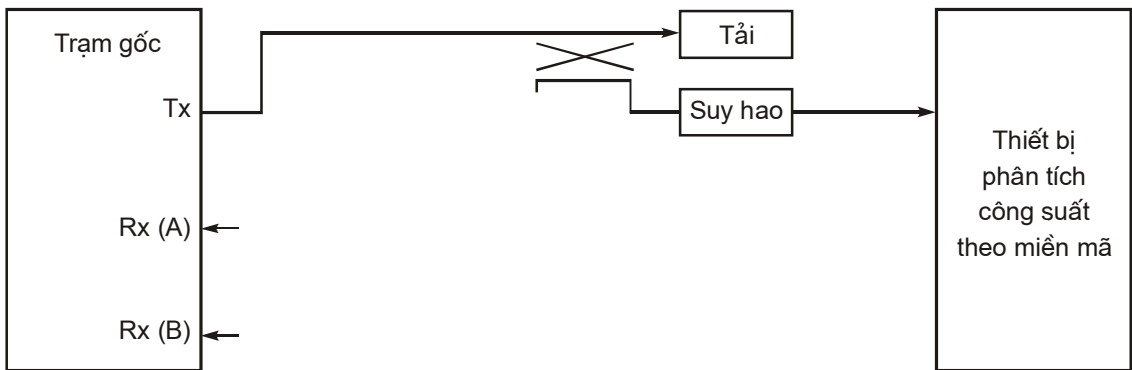 Trạm gốc
Tx
Rx (A)
Rx (B)
Tải
Suy hao
Thiết bị
phân tích
công suất
theo miền mã